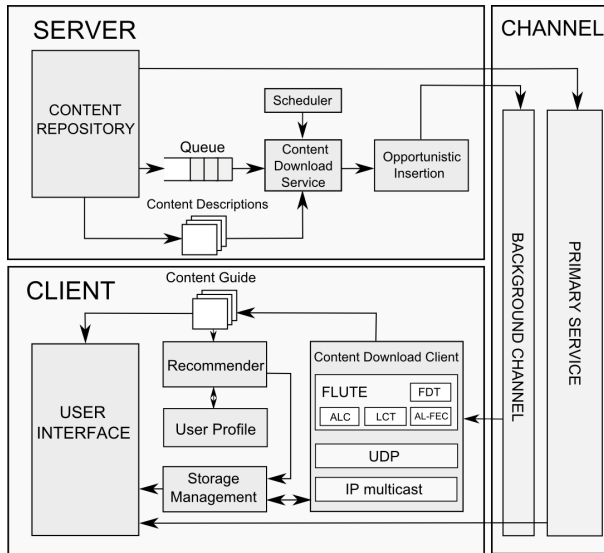 SERVER
CONTENT
REPOSITORY
Queue
Scheduler
Content
Download
Service
Opportunistic
Insertion
Content Descriptions
CHANNEL
BACKGROUND CHANNEL
PRIMARY SERVICE
CLIENT
Content Guide
USER
INTERFACE
Recommender
User Profile
Storage
Management
Content Download Client
FLUTE
FDT
ALC
LCT
AL-FEC
UDP
IP multicast